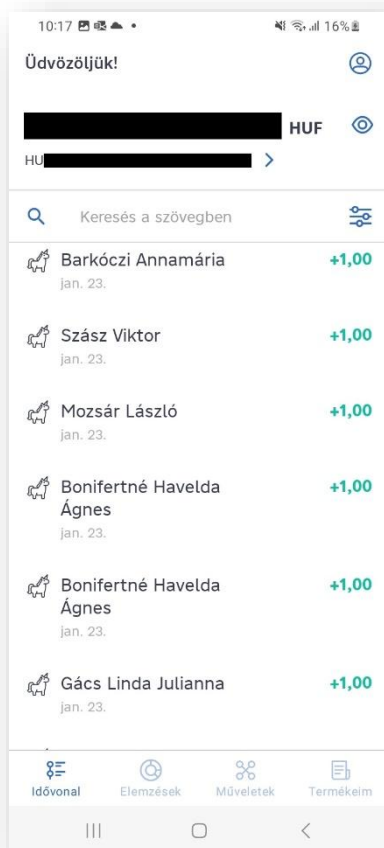 10:17 16%
Üdvözöljük!
HUF
HU
Keresés a szövegben
Barkóczi Annamária +1,00
jan. 23.
Szász Viktor +1,00
jan. 23.
Mozsár László +1,00
jan. 23.
Bonifertné Havelda +1,00
Ágnes
jan. 23.
Bonifertné Havelda +1,00
Ágnes
jan. 23.
Gács Linda Julianna +1,00
jan. 23.
Idővonal Elemzések Műveletek Termékeim